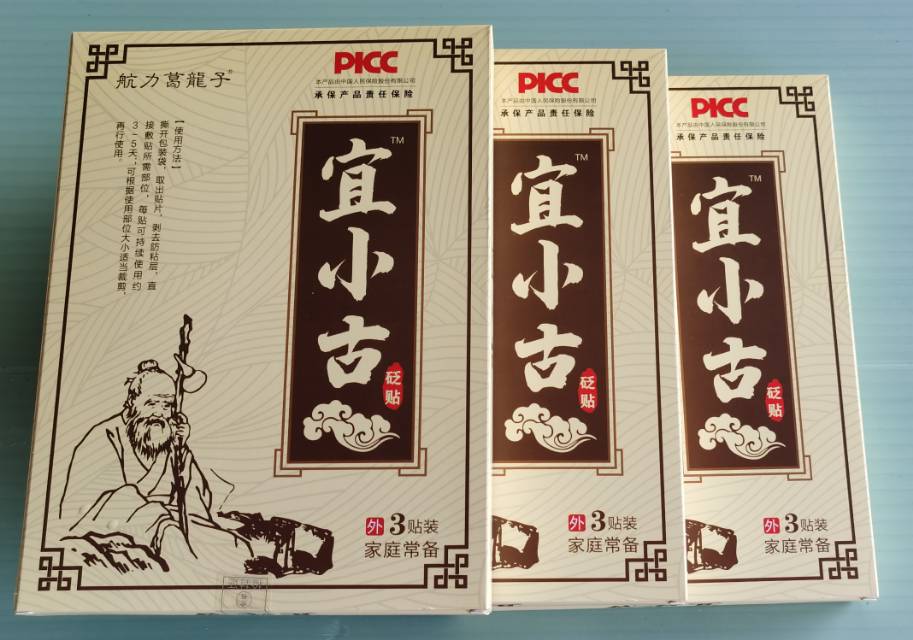 航力葛龍子®
PICC
本产品由中国人民保险股份有限公司
承保产品责任保险
【使用方法】
撕开包装袋，取出贴片，剥去防粘层，直
接敷贴所需部位，每贴可持续使用约
3-5天；可根据使用部位大小适当裁剪，
再行使用。
宜小古™
砭贴
外3贴装
家庭常备
PICC
本产品由中国人民保险股份有限公司
承保产品责任保险
宜小古™
砭贴
外3贴装
家庭常备
PICC
本产品由中国人民保险股份有限公司
承保产品责任保险
宜小古™
砭贴
外3贴装
家庭常备